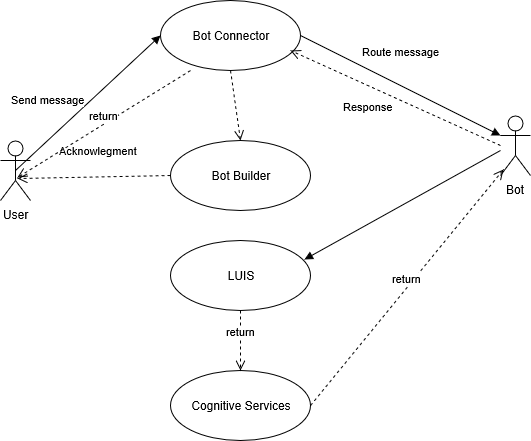 Bot Connector
Route message
Send message
Response
return
Acknowlegment
Bot Builder
Bot
User
LUIS
return
return
Cognitive Services